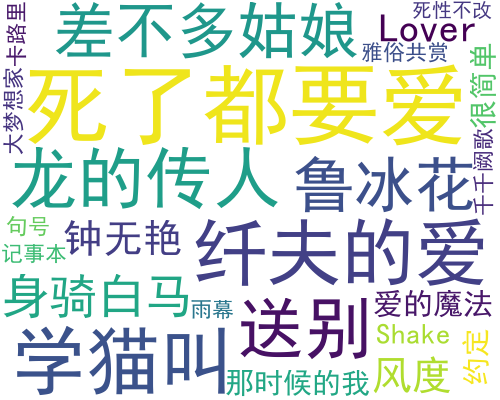 死性不改
差不多姑娘
Lover
雅俗共赏
大梦想家
卡路里
死了都要爱
很简单
龙的传人
鲁冰花
千千阙歌
句号
记事本
钟无艳
纤夫的爱
身骑白马
雨幕
送别
爱的魔法
学猫叫
Shake
约定
那时候的我
风度